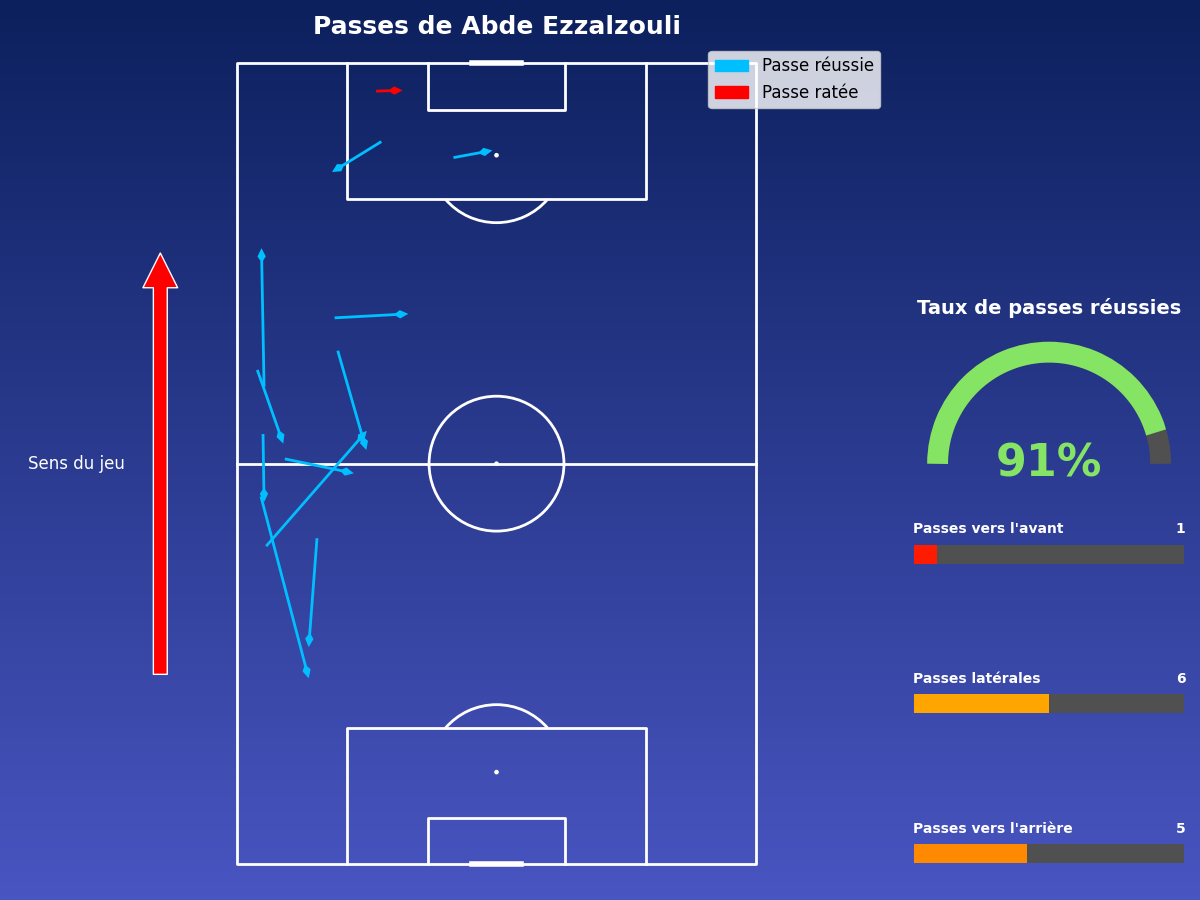 Passes de Abde Ezzalzouli
Passe réussie
Passe ratée
Sens du jeu
Taux de passes réussies
91%
Passes vers l'avant 1
Passes latérales 6
Passes vers l'arrière 5